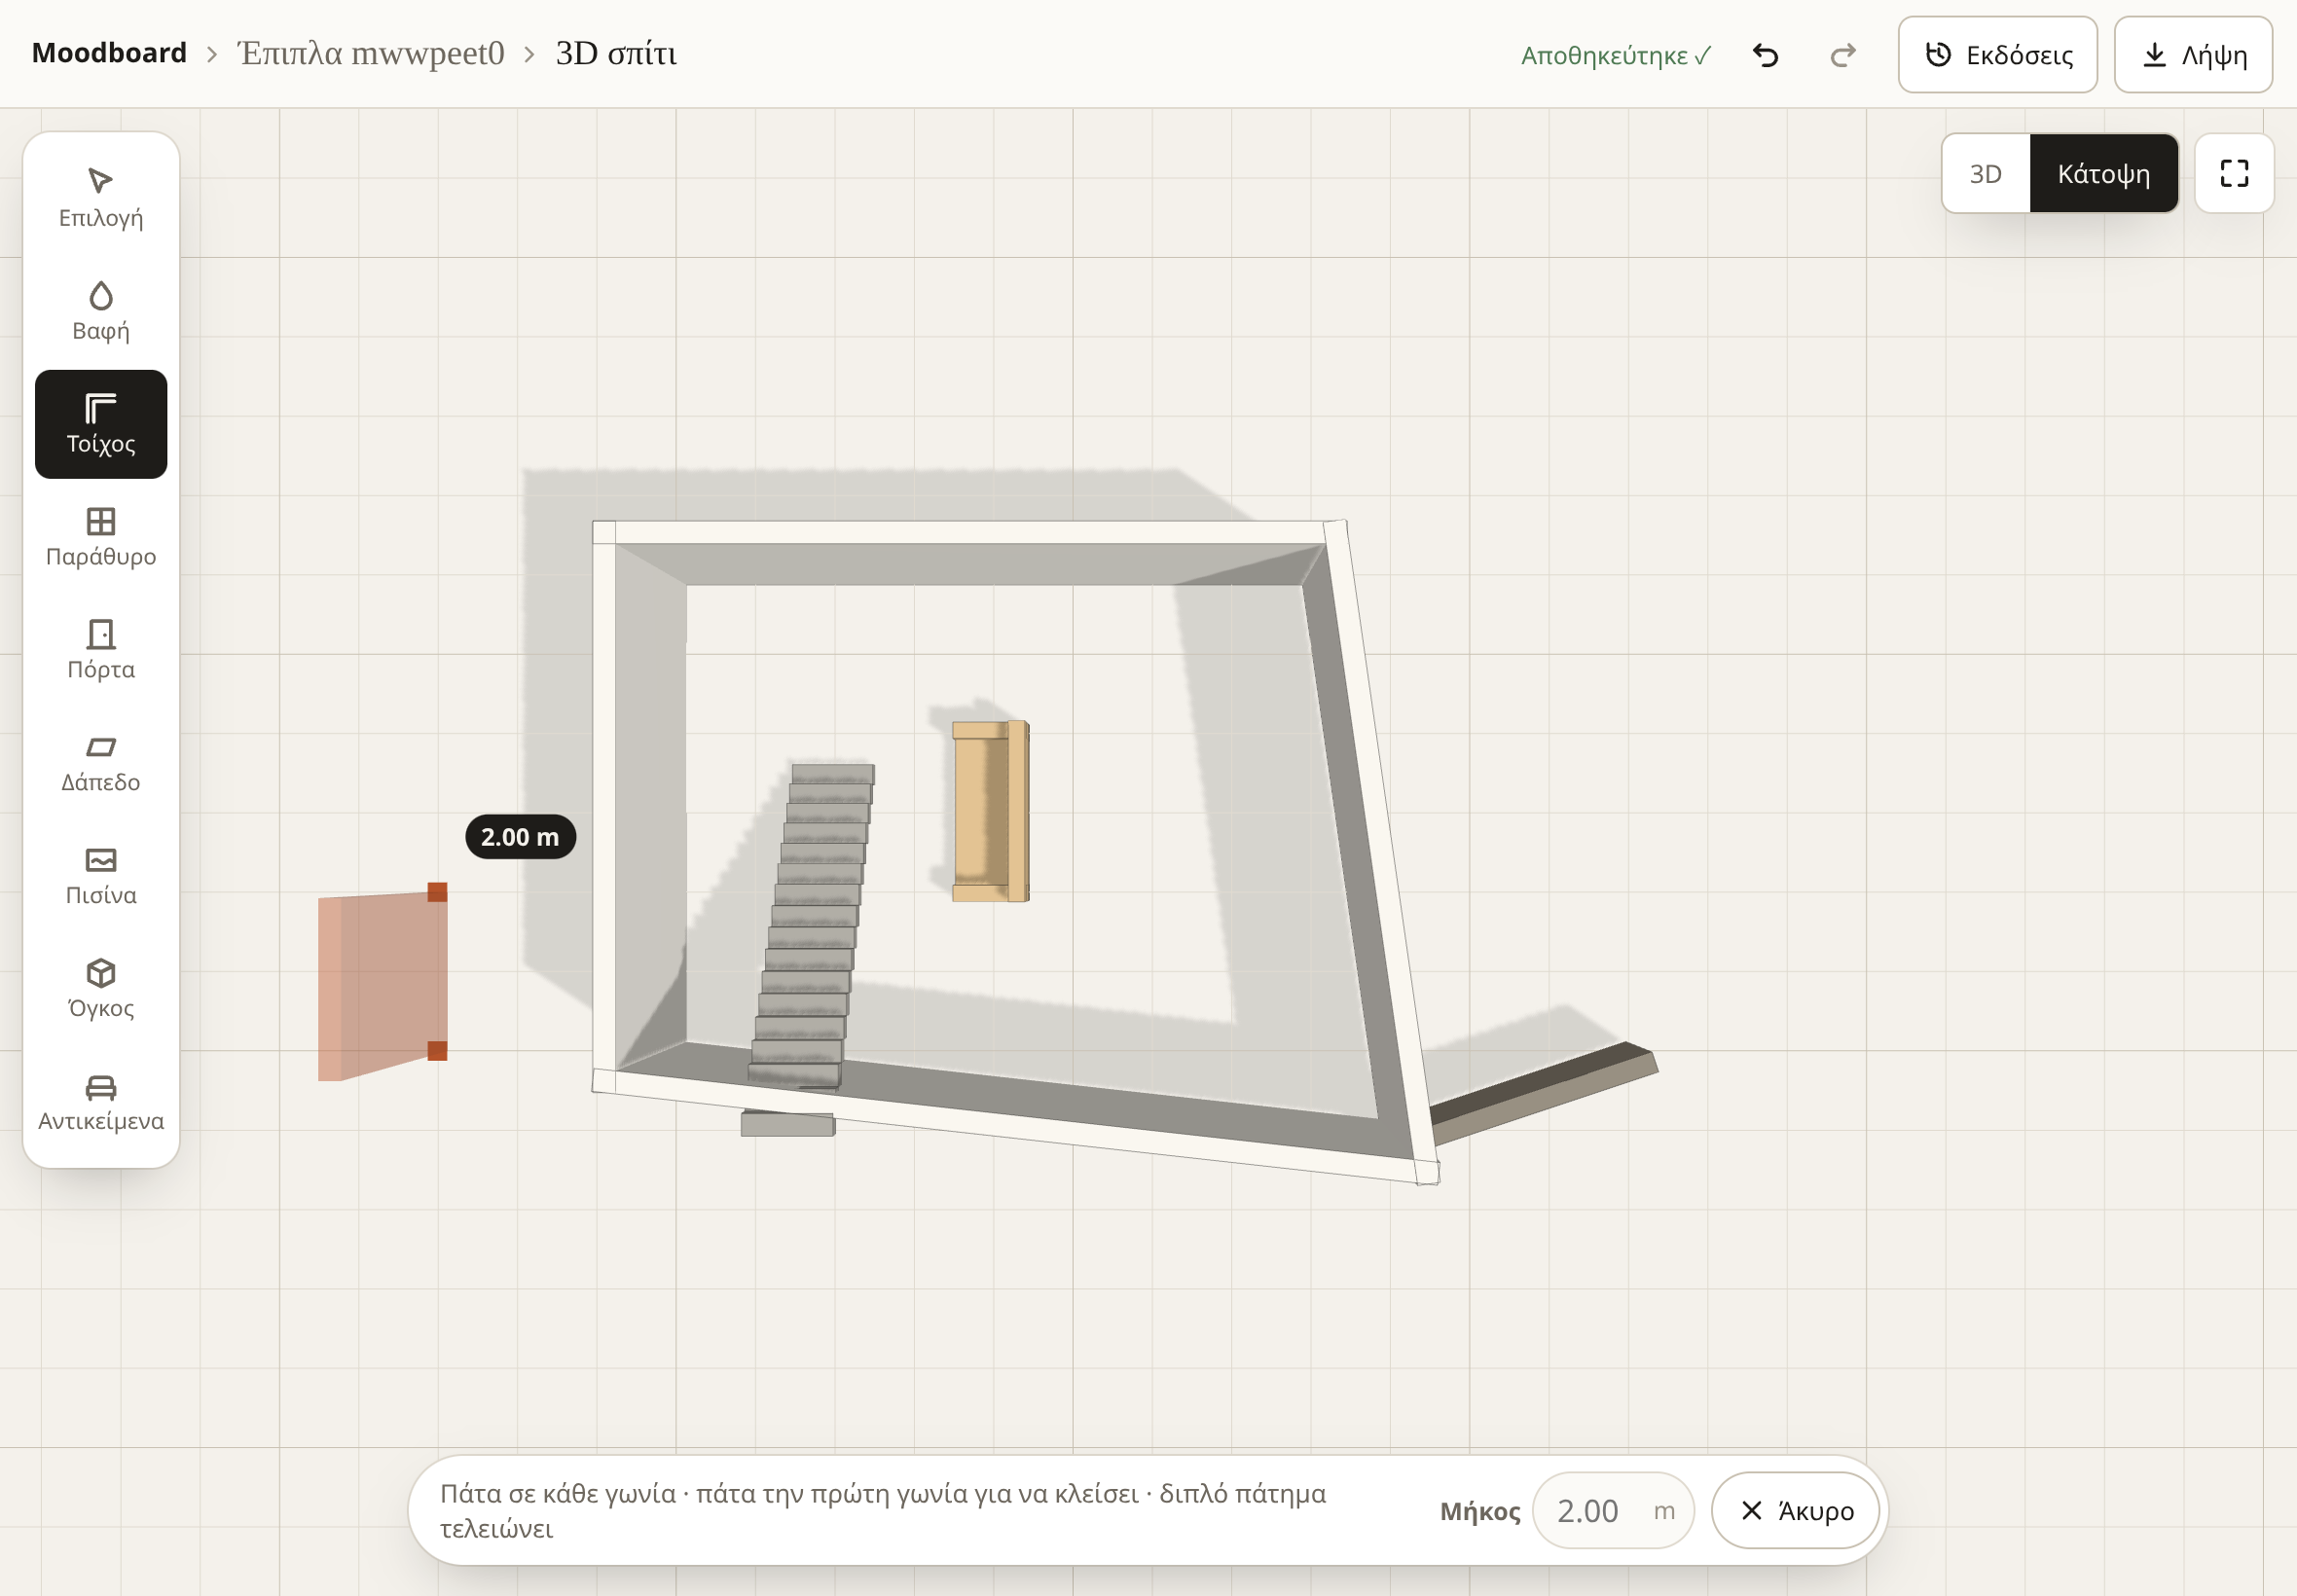 Moodboard > Έπιπλα mwwpeet0 > 3D σπίτι
Αποθηκεύτηκε ✓
Εκδόσεις
Λήψη
3D
Κάτοψη
Επιλογή
Βαφή
Τοίχος
Παράθυρο
Πόρτα
Δάπεδο
Πισίνα
Όγκος
Αντικείμενα
2.00 m
Πάτα σε κάθε γωνία · πάτα την πρώτη γωνία για να κλείσει · διπλό πάτημα
τελειώνει
Μήκος
2.00 m
Άκυρο